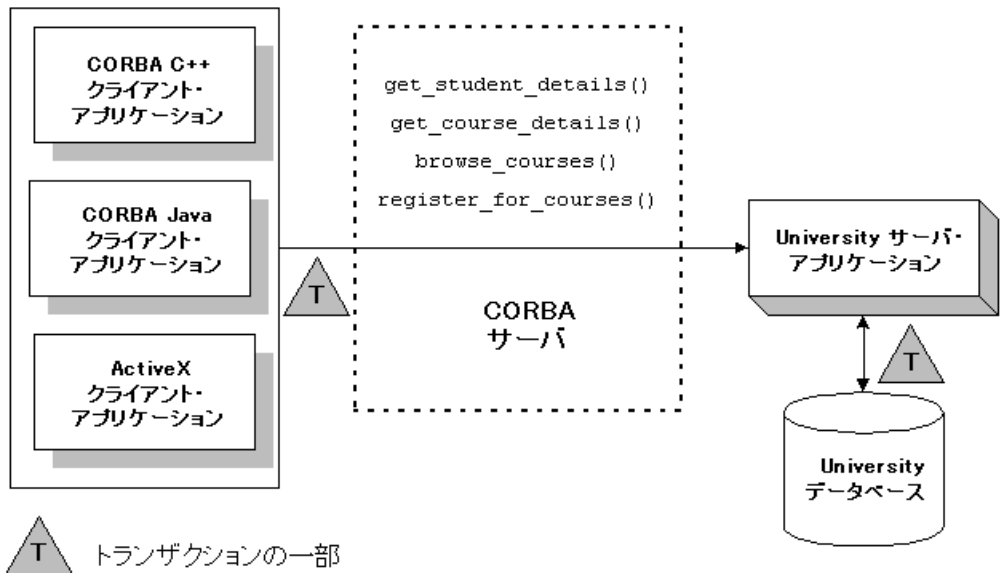 CORBA C++
クライアント・
アプリケーション
CORBA Java
クライアント・
アプリケーション
ActiveX
クライアント・
アプリケーション
T
get_student_details()
get_course_details()
browse_courses()
register_for_courses()
CORBA
サーバ
University サーバ・
アプリケーション
T
University
データベース
T
トランザクションの一部